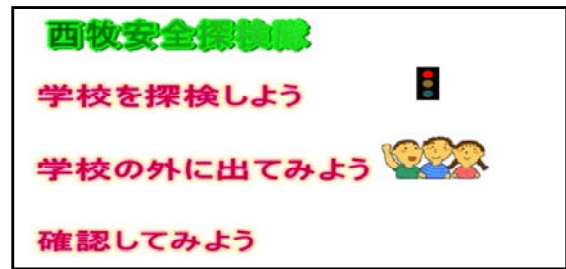 西牧安全探検隊
学校を探検しよう
学校の外に出てみよう
確認してみよう